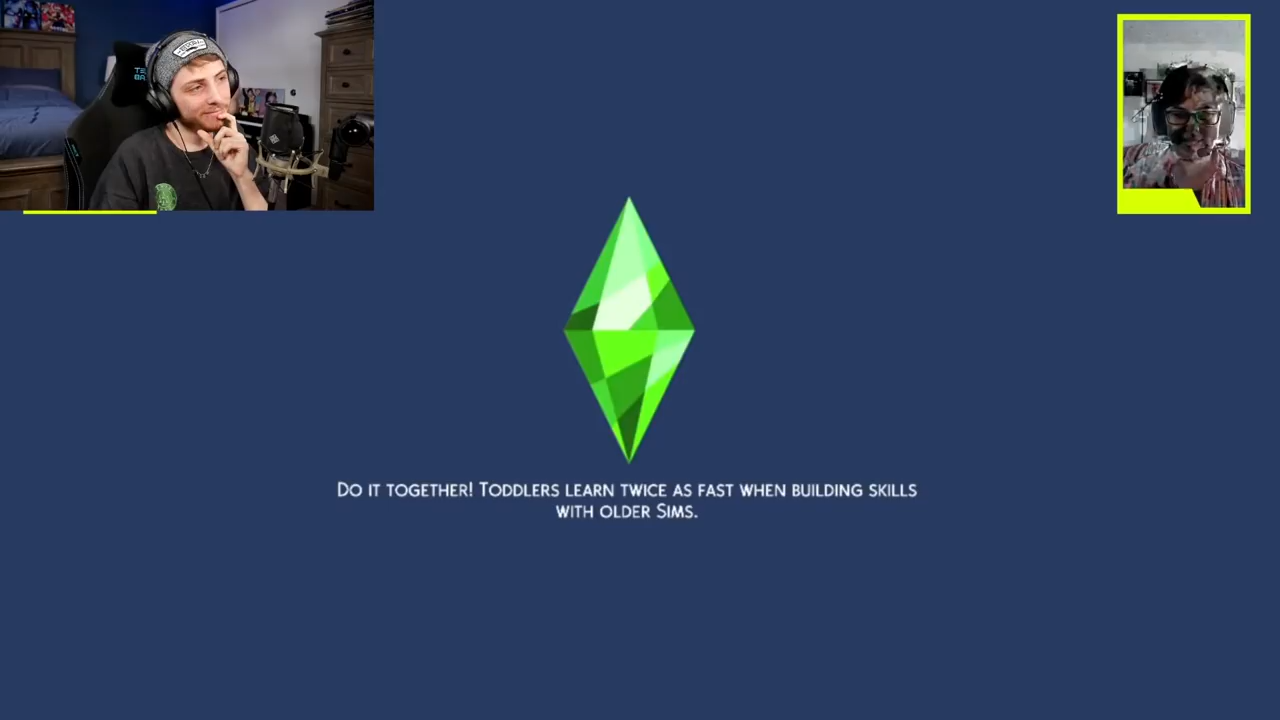 Do it together! Toddlers learn twice as fast when building skills
with older Sims.